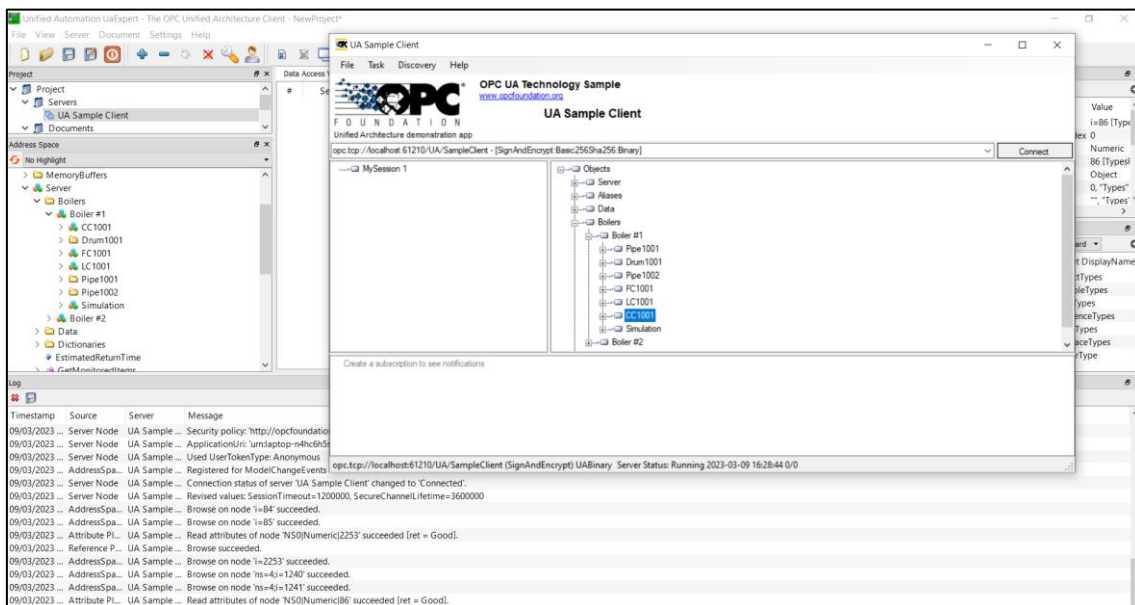 Unified Automation UaExpert - The OPC Unified Architecture Client - NewProject*
File View Server Document Settings Help
Project
Project
Servers
UA Sample Client
Documents
Address Space
No Highlight
MemoryBuffers
Server
Boilers
Boiler #1
CC1001
Drum1001
FC1001
LC1001
Pipe1001
Pipe1002
Simulation
Boiler #2
Data
Dictionaries
EstimatedReturnTime
GetMonitoredItems
Data Access
#
UA Sample Client
File Task Discovery Help
OPC
FOUNDATION
Unified Architecture demonstration app
OPC UA Technology Sample
www.opcfoundation.org
UA Sample Client
opc.tcp://localhost:61210/UA/SampleClient - [SignAndEncrypt:Basic256Sha256:Binary]
Connect
MySession 1
Objects
Server
Aliases
Data
Boilers
Boiler #1
Pipe1001
Drum1001
Pipe1002
FC1001
LC1001
CC1001
Simulation
Boiler #2
Create a subscription to see notifications
opc.tcp://localhost:61210/UA/SampleClient (SignAndEncrypt) UABinary Server Status: Running 2023-03-09 16:28:44 0/0
Value
i=86 [Type
0
Numeric
86 [Types
Object
0, "Types"
"", "Types"
DisplayName
Log
Timestamp Source Server Message
09/03/2023 ... Server Node UA Sample ... Security policy: 'http://opcfoundatio
09/03/2023 ... Server Node UA Sample ... ApplicationUri: 'urn:laptop-n4hc6h5
09/03/2023 ... Server Node UA Sample ... Used UserTokenType: Anonymous
09/03/2023 ... AddressSpa... UA Sample ... Registered for ModelChangeEvents
09/03/2023 ... Server Node UA Sample ... Connection status of server 'UA Sample Client' changed to 'Connected'.
09/03/2023 ... Server Node UA Sample ... Revised values: SessionTimeout=1200000, SecureChannelLifetime=3600000
09/03/2023 ... AddressSpa... UA Sample ... Browse on node 'i=84' succeeded.
09/03/2023 ... AddressSpa... UA Sample ... Browse on node 'i=85' succeeded.
09/03/2023 ... Attribute Pl... UA Sample ... Read attributes of node 'NS0|Numeric|2253' succeeded [ret = Good].
09/03/2023 ... Reference P... UA Sample ... Browse succeeded.
09/03/2023 ... AddressSpa... UA Sample ... Browse on node 'i=2253' succeeded.
09/03/2023 ... AddressSpa... UA Sample ... Browse on node 'ns=4;i=1240' succeeded.
09/03/2023 ... AddressSpa... UA Sample ... Browse on node 'ns=4;i=1241' succeeded.
09/03/2023 ... Attribute Pl... UA Sample ... Read attributes of node 'NS0|Numeric|86' succeeded [ret = Good].